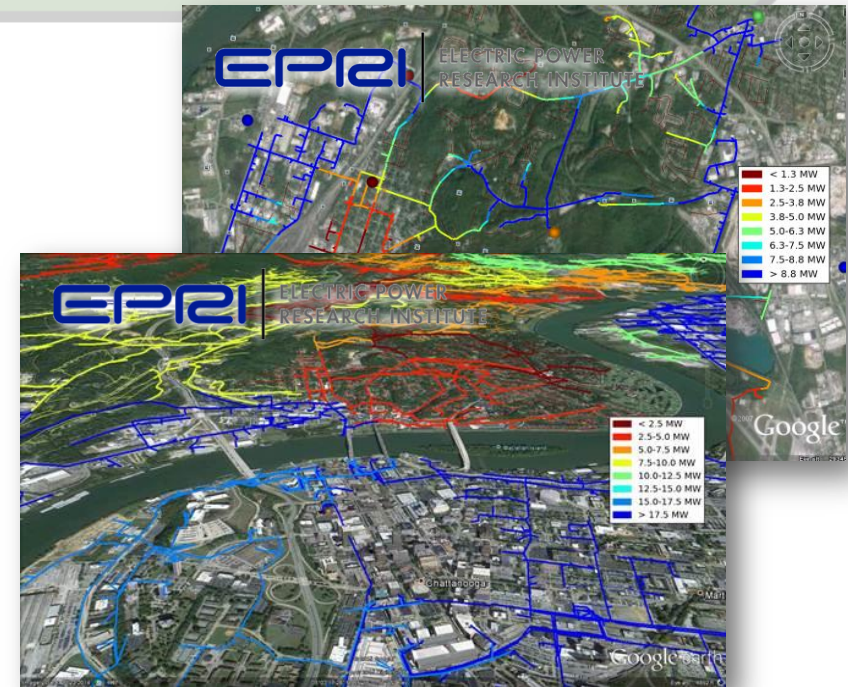 EPRI
ELECTRIC POWER
RESEARCH INSTITUTE
< 1.3 MW
1.3-2.5 MW
2.5-3.8 MW
3.8-5.0 MW
5.0-6.3 MW
6.3-7.5 MW
7.5-8.8 MW
> 8.8 MW
Google
EPRI
ELECTRIC POWER
RESEARCH INSTITUTE
< 2.5 MW
2.5-5.0 MW
5.0-7.5 MW
7.5-10.0 MW
10.0-12.5 MW
12.5-15.0 MW
15.0-17.5 MW
> 17.5 MW
Chattanooga
Google earth